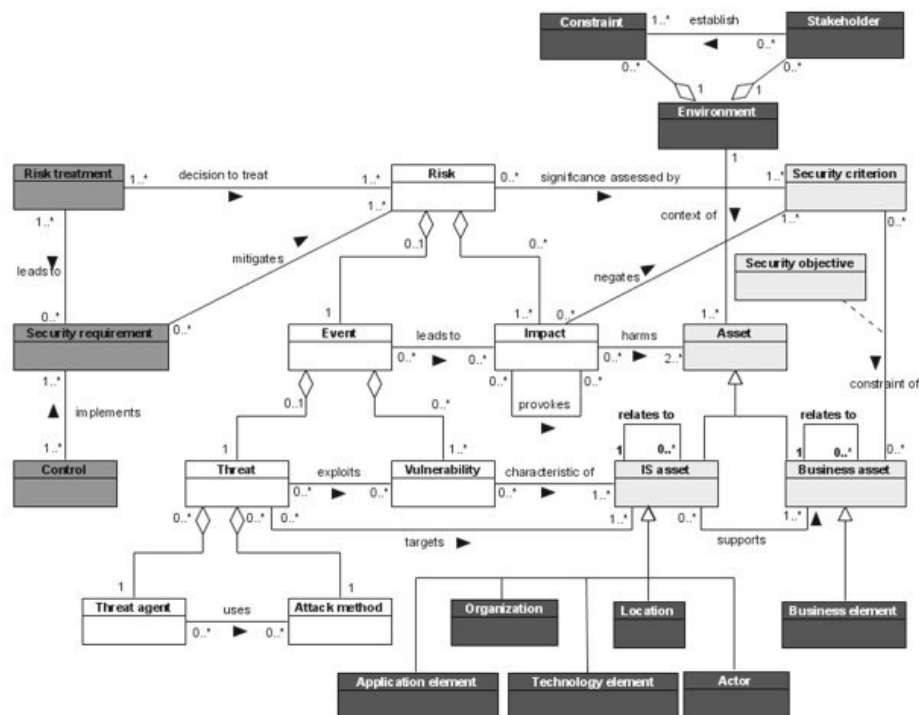 Constraint
1..*
establish
Stakeholder
0..*
0..*
0..*
1
1
Environment
1
Risk treatment
1..*
decision to treat
1..*
Risk
0..*
significance assessed by
1..*
Security criterion
1..*
1..*
context of
1..*
0..*
mitigates
0..1
0..*
negates
Security objective
leads to
0..*
1
1..*
0..*
1..*
Security requirement
0..*
Event
leads to
Impact
harms
Asset
0..*
0..*
0..*
2..*
1..*
0..1
0..*
0..*
0..*
constraint of
implements
provokes
relates to
relates to
1..*
1
1..*
1
0..*
1
0..*
0..*
Control
Threat
exploits
Vulnerability
characteristic of
IS asset
Business asset
0..*
0..*
0..*
1..*
0..*
0..*
0..*
1..*
0..*
1..*
targets
supports
1
1
Threat agent
uses
Attack method
Organization
Location
Business element
0..*
0..*
Application element
Technology element
Actor